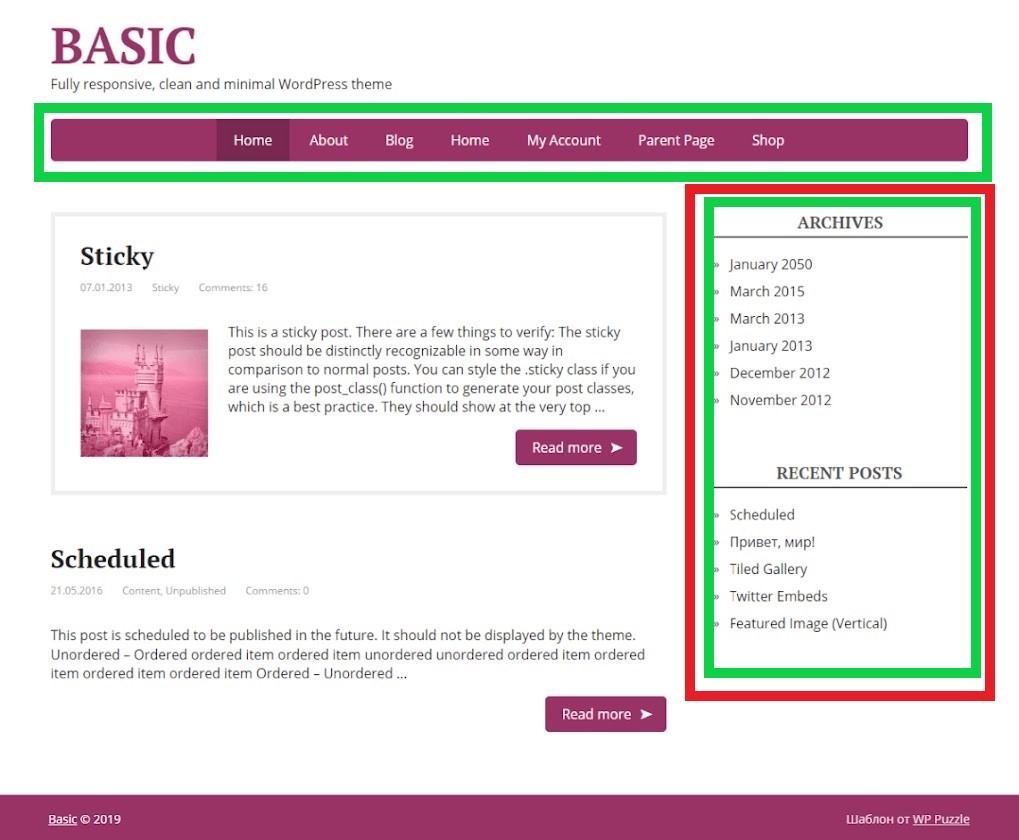 BASIC
Fully responsive, clean and minimal WordPress theme
Home About Blog Home My Account Parent Page Shop
Sticky
07.01.2013 Sticky Comments: 16
This is a sticky post. There are a few things to verify: The sticky
post should be distinctly recognizable in some way in
comparison to normal posts. You can style the .sticky class if you
are using the post_class() function to generate your post classes,
which is a best practice. They should show at the very top ...
Read more ➤
Scheduled
21.05.2016 Content, Unpublished Comments: 0
This post is scheduled to be published in the future. It should not be displayed by the theme.
Unordered – Ordered ordered item ordered item unordered unordered ordered item ordered
item ordered item ordered item Ordered – Unordered ...
Read more ➤
ARCHIVES
» January 2050
» March 2015
» March 2013
» January 2013
» December 2012
» November 2012
RECENT POSTS
» Scheduled
» Привет, мир!
» Tiled Gallery
» Twitter Embeds
» Featured Image (Vertical)
Basic © 2019
Шаблон от WP Puzzle